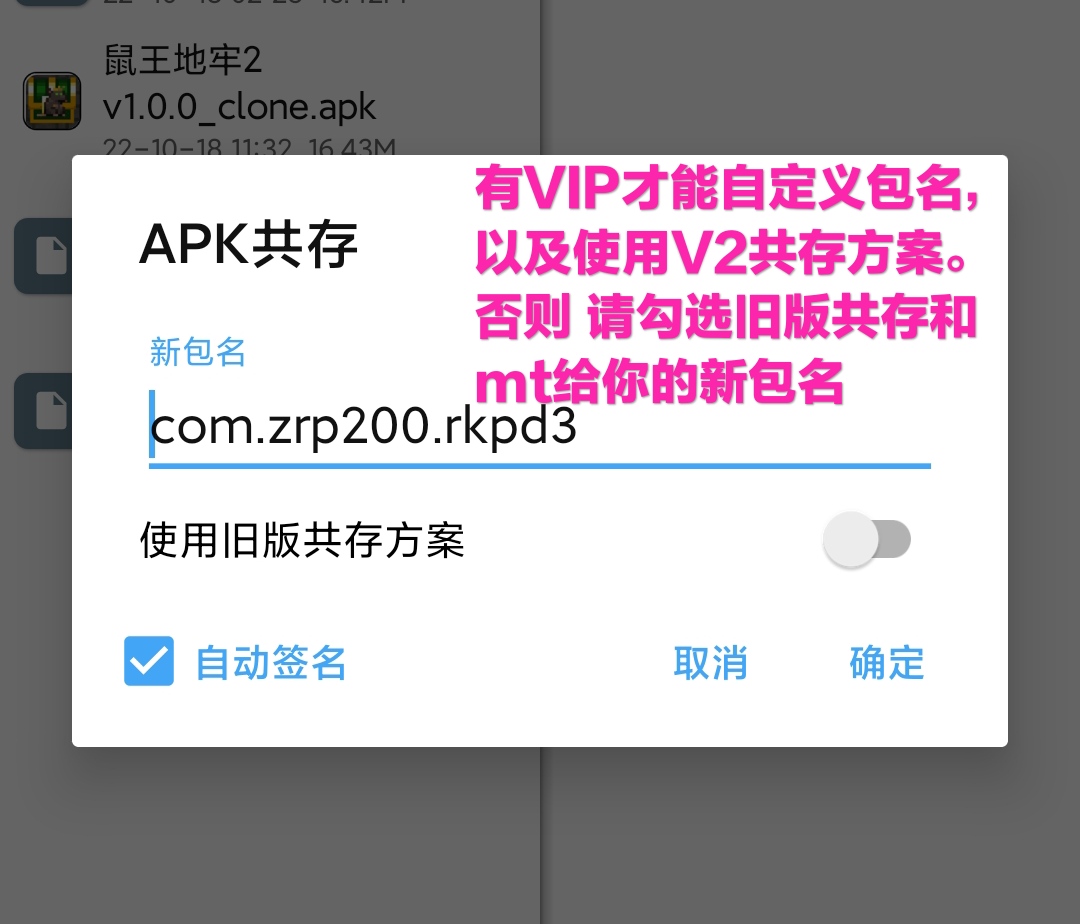 鼠王地牢2
v1.0.0_clone.apk
22-10-18 11:32 16.43M
有VIP才能自定义包名，
以及使用V2共存方案。
否则 请勾选旧版共存和
mt给你的新包名
APK共存
新包名
com.zrp200.rkpd3
使用旧版共存方案
自动签名
取消
确定